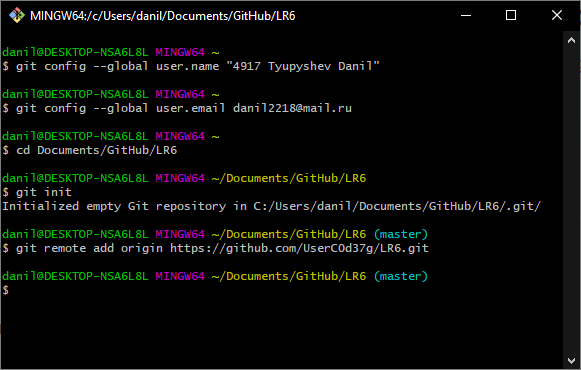 MINGW64:/c/Users/danil/Documents/GitHub/LR6
danil@DESKTOP-NSA6L8L MINGW64 ~
$ git config --global user.name "4917 Tyupyshev Danil"
danil@DESKTOP-NSA6L8L MINGW64 ~
$ git config --global user.email danil2218@mail.ru
danil@DESKTOP-NSA6L8L MINGW64 ~
$ cd Documents/GitHub/LR6
danil@DESKTOP-NSA6L8L MINGW64 ~/Documents/GitHub/LR6
$ git init
Initialized empty Git repository in C:/Users/danil/Documents/GitHub/LR6/.git/
danil@DESKTOP-NSA6L8L MINGW64 ~/Documents/GitHub/LR6 (master)
$ git remote add origin https://github.com/UserC0d37g/LR6.git
danil@DESKTOP-NSA6L8L MINGW64 ~/Documents/GitHub/LR6 (master)
$